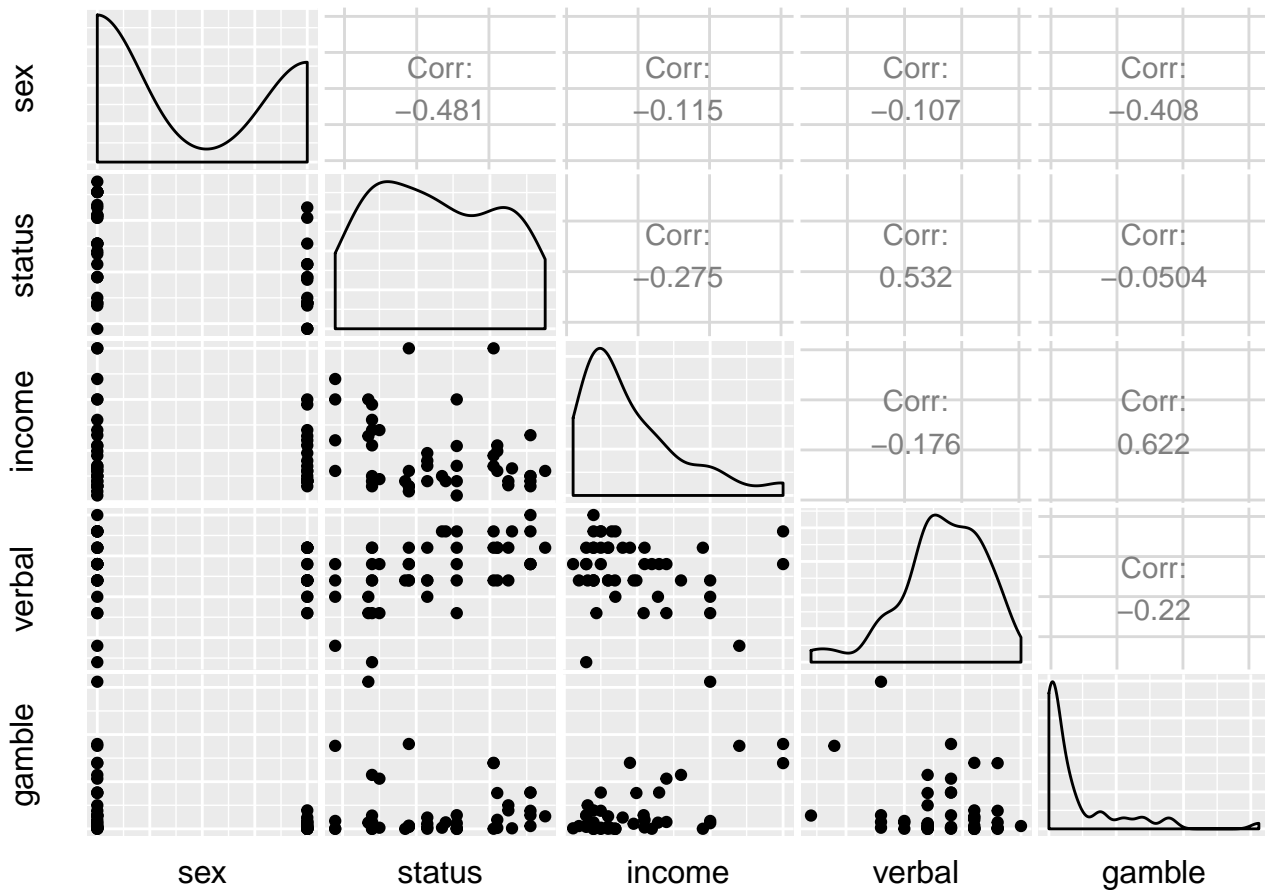 sex
Corr:
−0.481
Corr:
−0.115
Corr:
−0.107
Corr:
−0.408
status
Corr:
−0.275
Corr:
0.532
Corr:
−0.0504
income
Corr:
−0.176
Corr:
0.622
verbal
Corr:
−0.22
gamble
sex
status
income
verbal
gamble